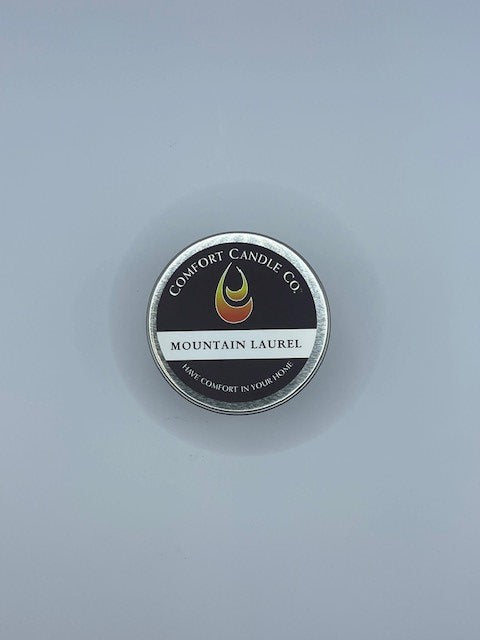 COMFORT CANDLE CO.
MOUNTAIN LAUREL
HAVE COMFORT IN YOUR HOME